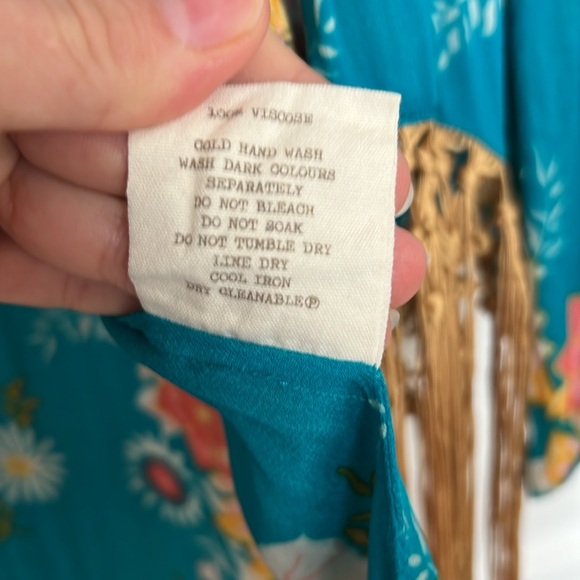 100% VISCOSE
COLD HAND WASH
WASH DARK COLOURS
SEPARATELY
DO NOT BLEACH
DO NOT SOAK
DO NOT TUMBLE DRY
LINE DRY
COOL IRON
DRY CLEANABLEⓅ